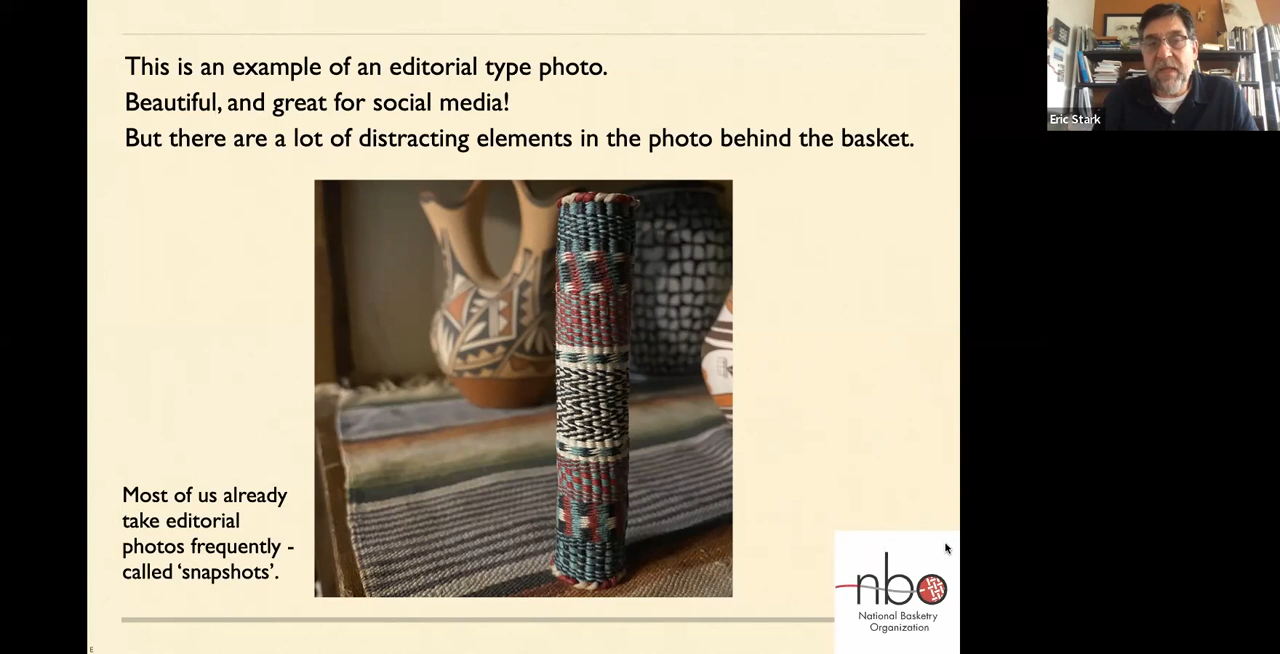 This is an example of an editorial type photo.
Beautiful, and great for social media!
But there are a lot of distracting elements in the photo behind the basket.
Eric Stark
Most of us already
take editorial
photos frequently -
called ‘snapshots’.
nbo
National Basketry
Organization
E